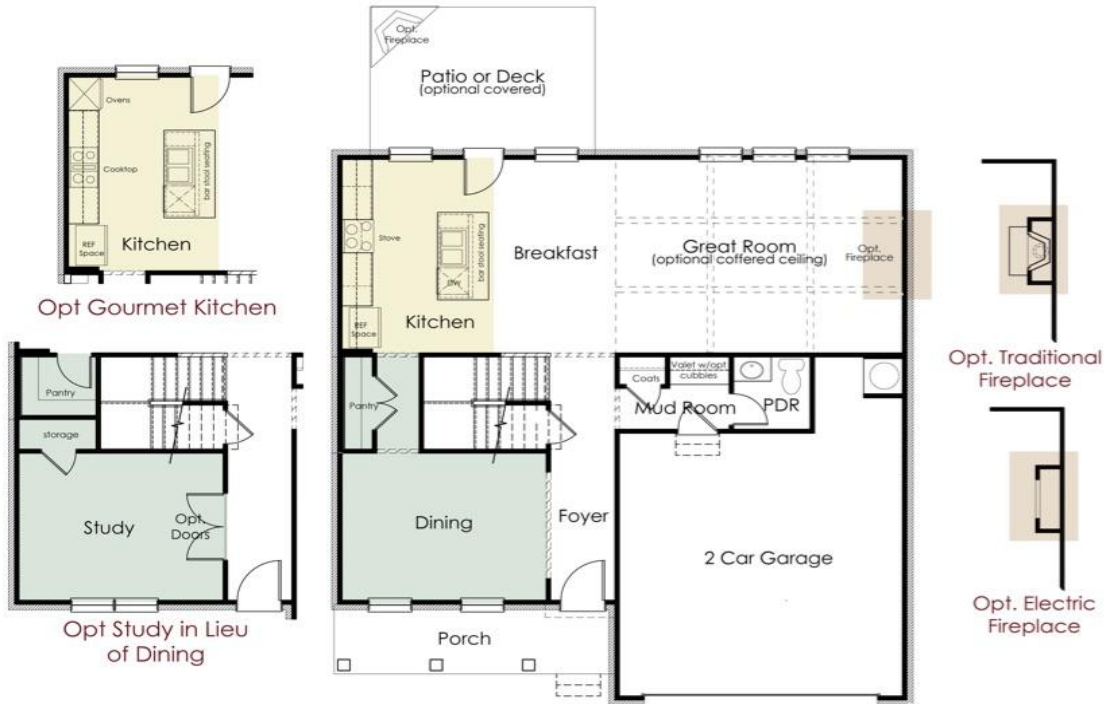 Opt.
Fireplace
Patio or Deck
(optional covered)
Ovens
Cooktop
bar stool seating
REF
Space
Kitchen
Opt Gourmet Kitchen
Stove
bar stool seating
DW
REF
Space
Kitchen
Breakfast
Great Room
(optional coffered ceiling)
Opt.
Fireplace
Opt. Traditional
Fireplace
Pantry
storage
Study
Opt.
Doors
Opt Study in Lieu
of Dining
Pantry
Dining
Foyer
Coats
Valet w/opt
cubbies
Mud Room
PDR
2 Car Garage
Porch
Opt. Electric
Fireplace